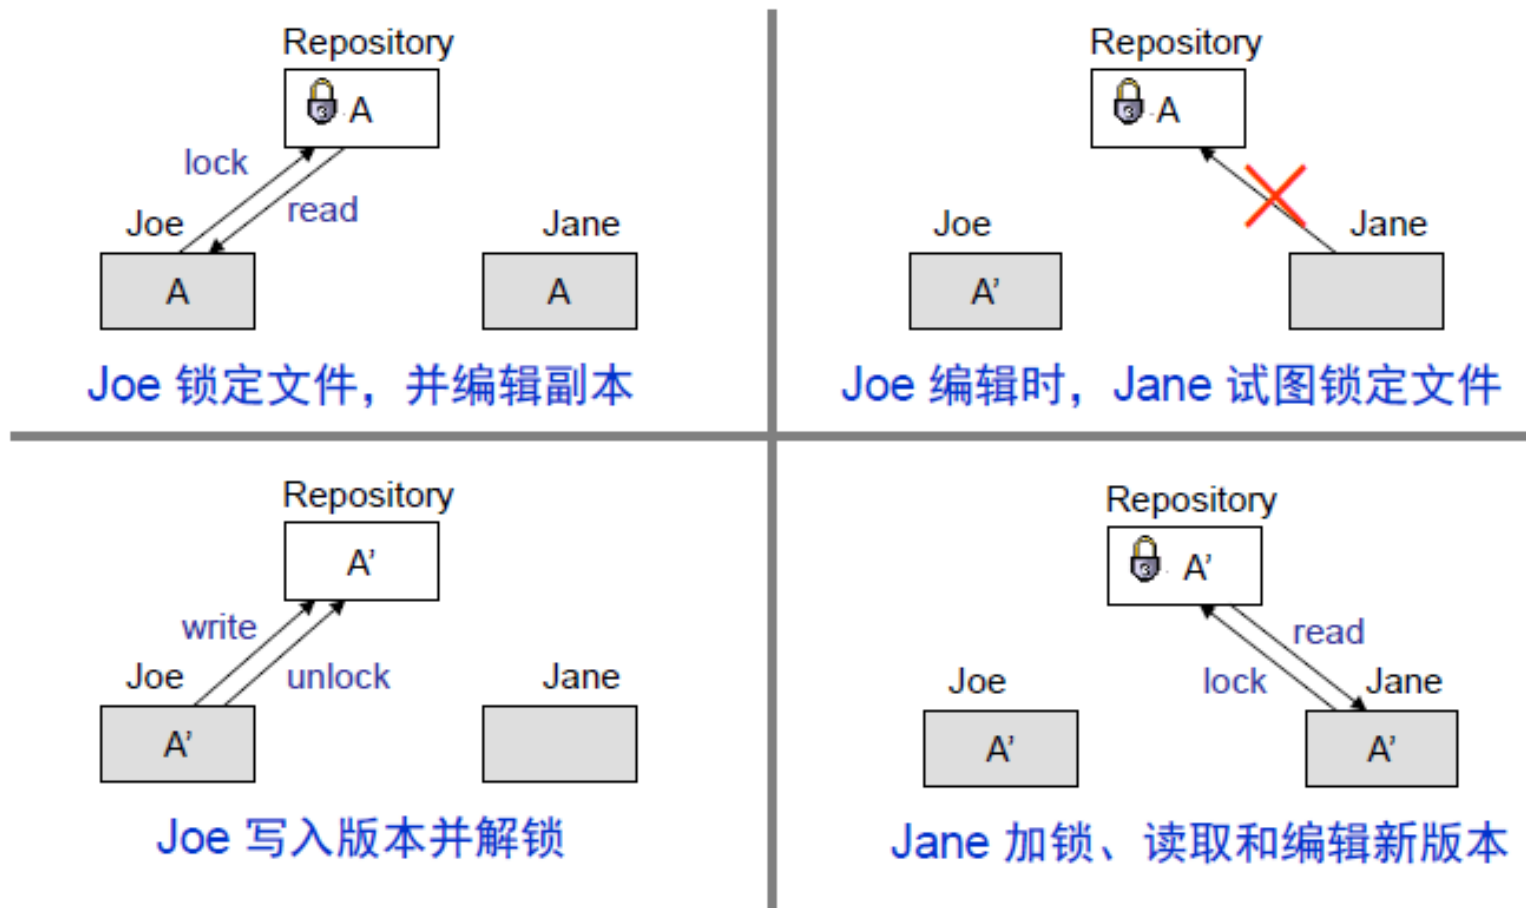 Repository
3 A
lock
read
Joe
Jane
A
A
Joe 锁定文件，并编辑副本
Repository
3 A
Joe
Jane
A’
Joe 编辑时，Jane 试图锁定文件
Repository
A’
write
unlock
Joe
Jane
A’
Joe 写入版本并解锁
Repository
3 A’
read
lock
Joe
Jane
A’
A’
Jane 加锁、读取和编辑新版本